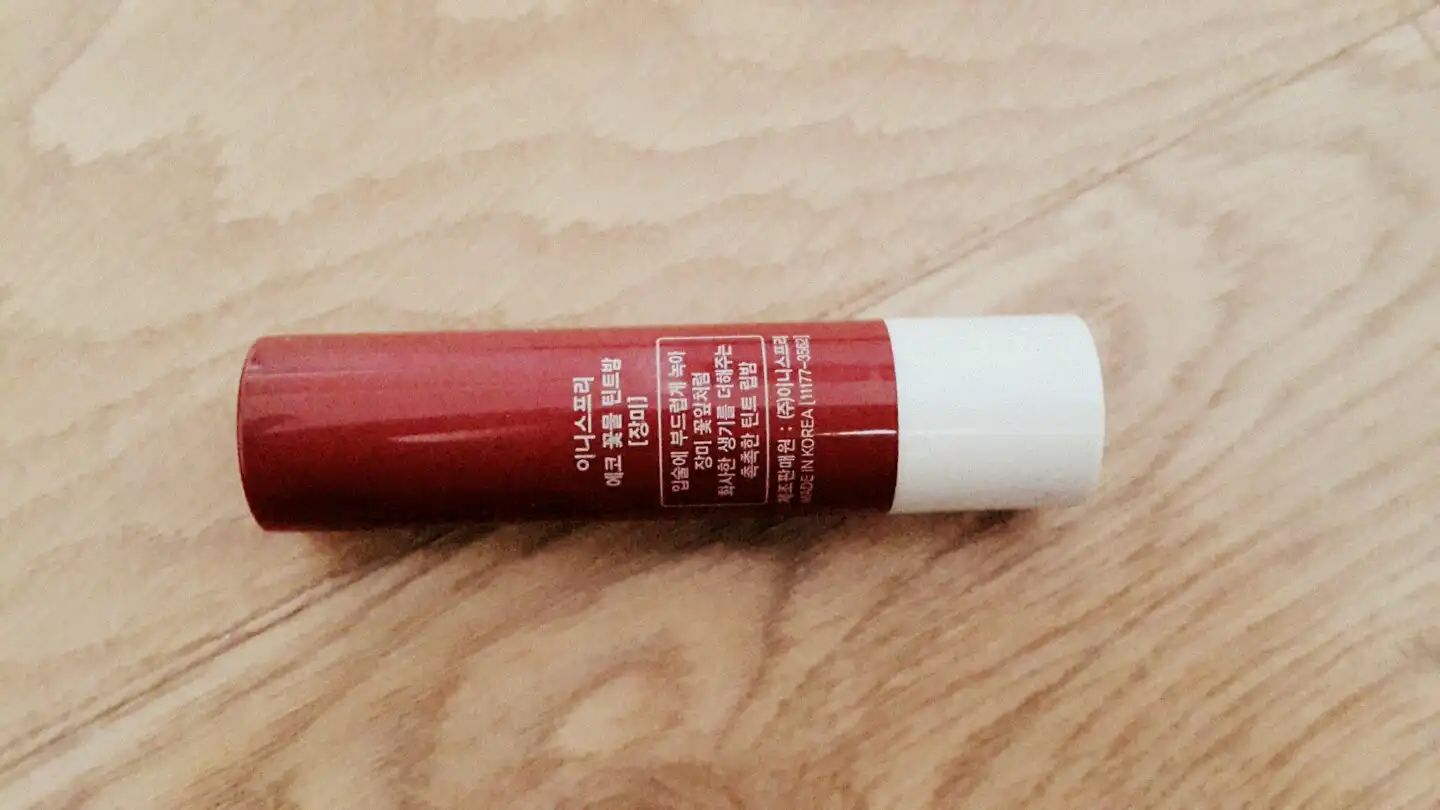 이니스프리
에코 꽃물 틴트밤
[장미]
입술에 부드럽게 녹아
장미 꽃잎처럼
화사한 생기를 더해주는
촉촉한 틴트 립밤
제조판매원 : (주)이니스프리
MADE IN KOREA [11177-3562]